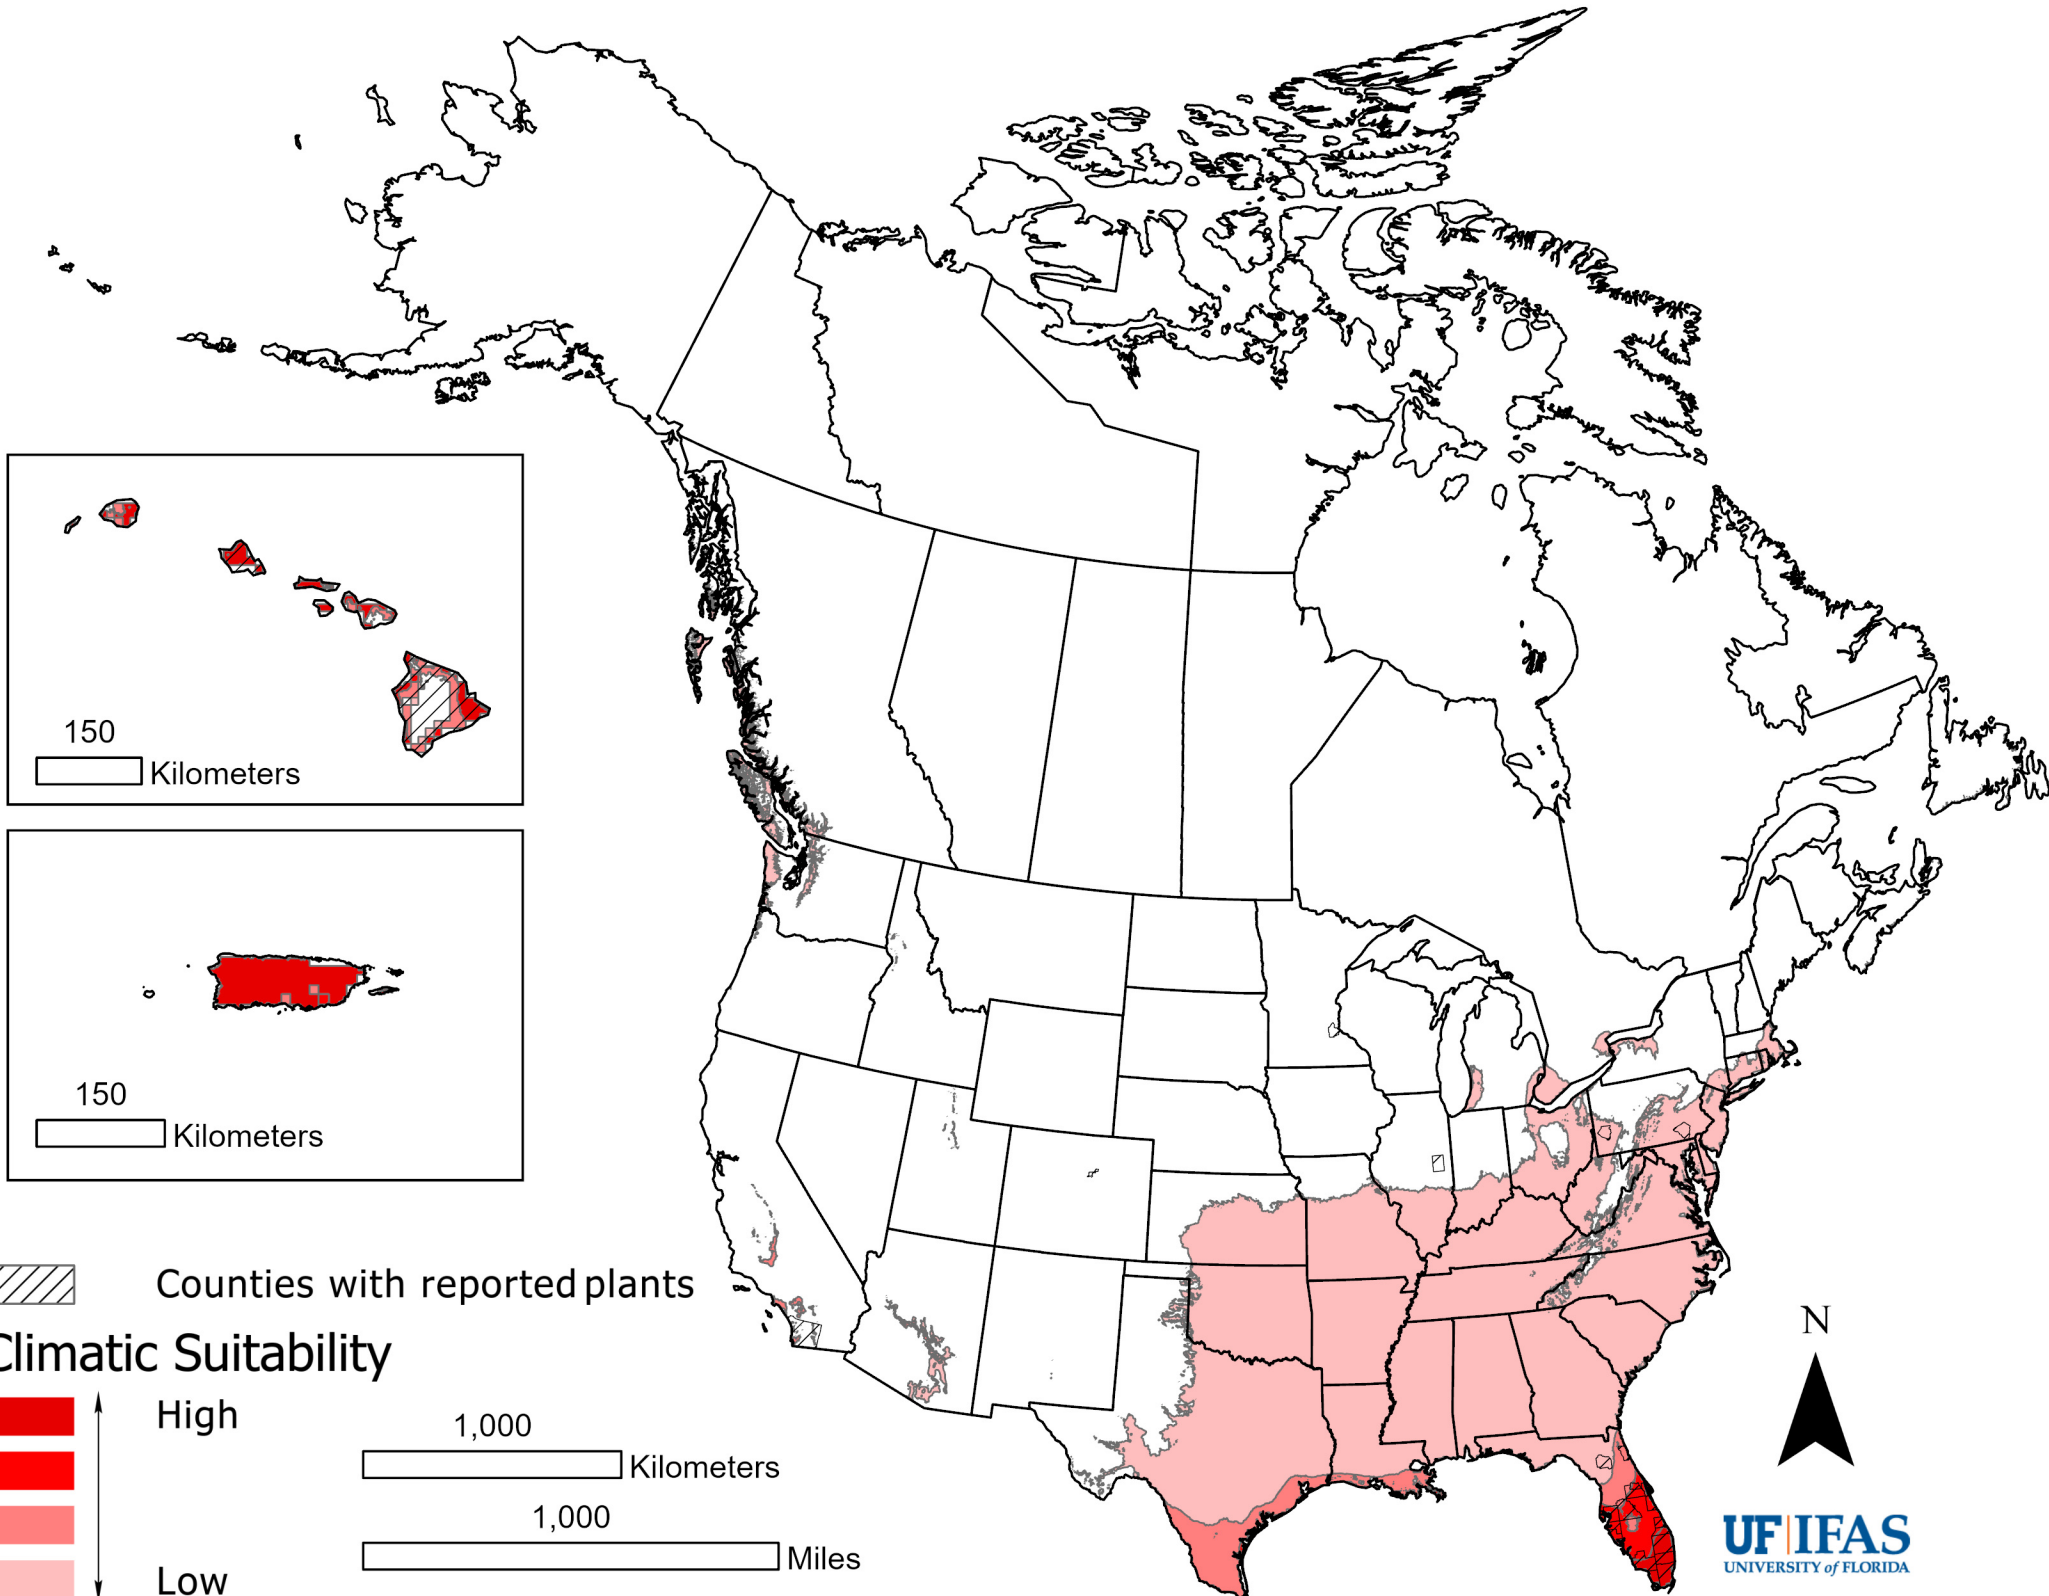 150
Kilometers
150
Kilometers
Counties with reported plants
Climatic Suitability
High
Low
1,000
Kilometers
1,000
Miles
N
UF|IFAS
UNIVERSITY of FLORIDA